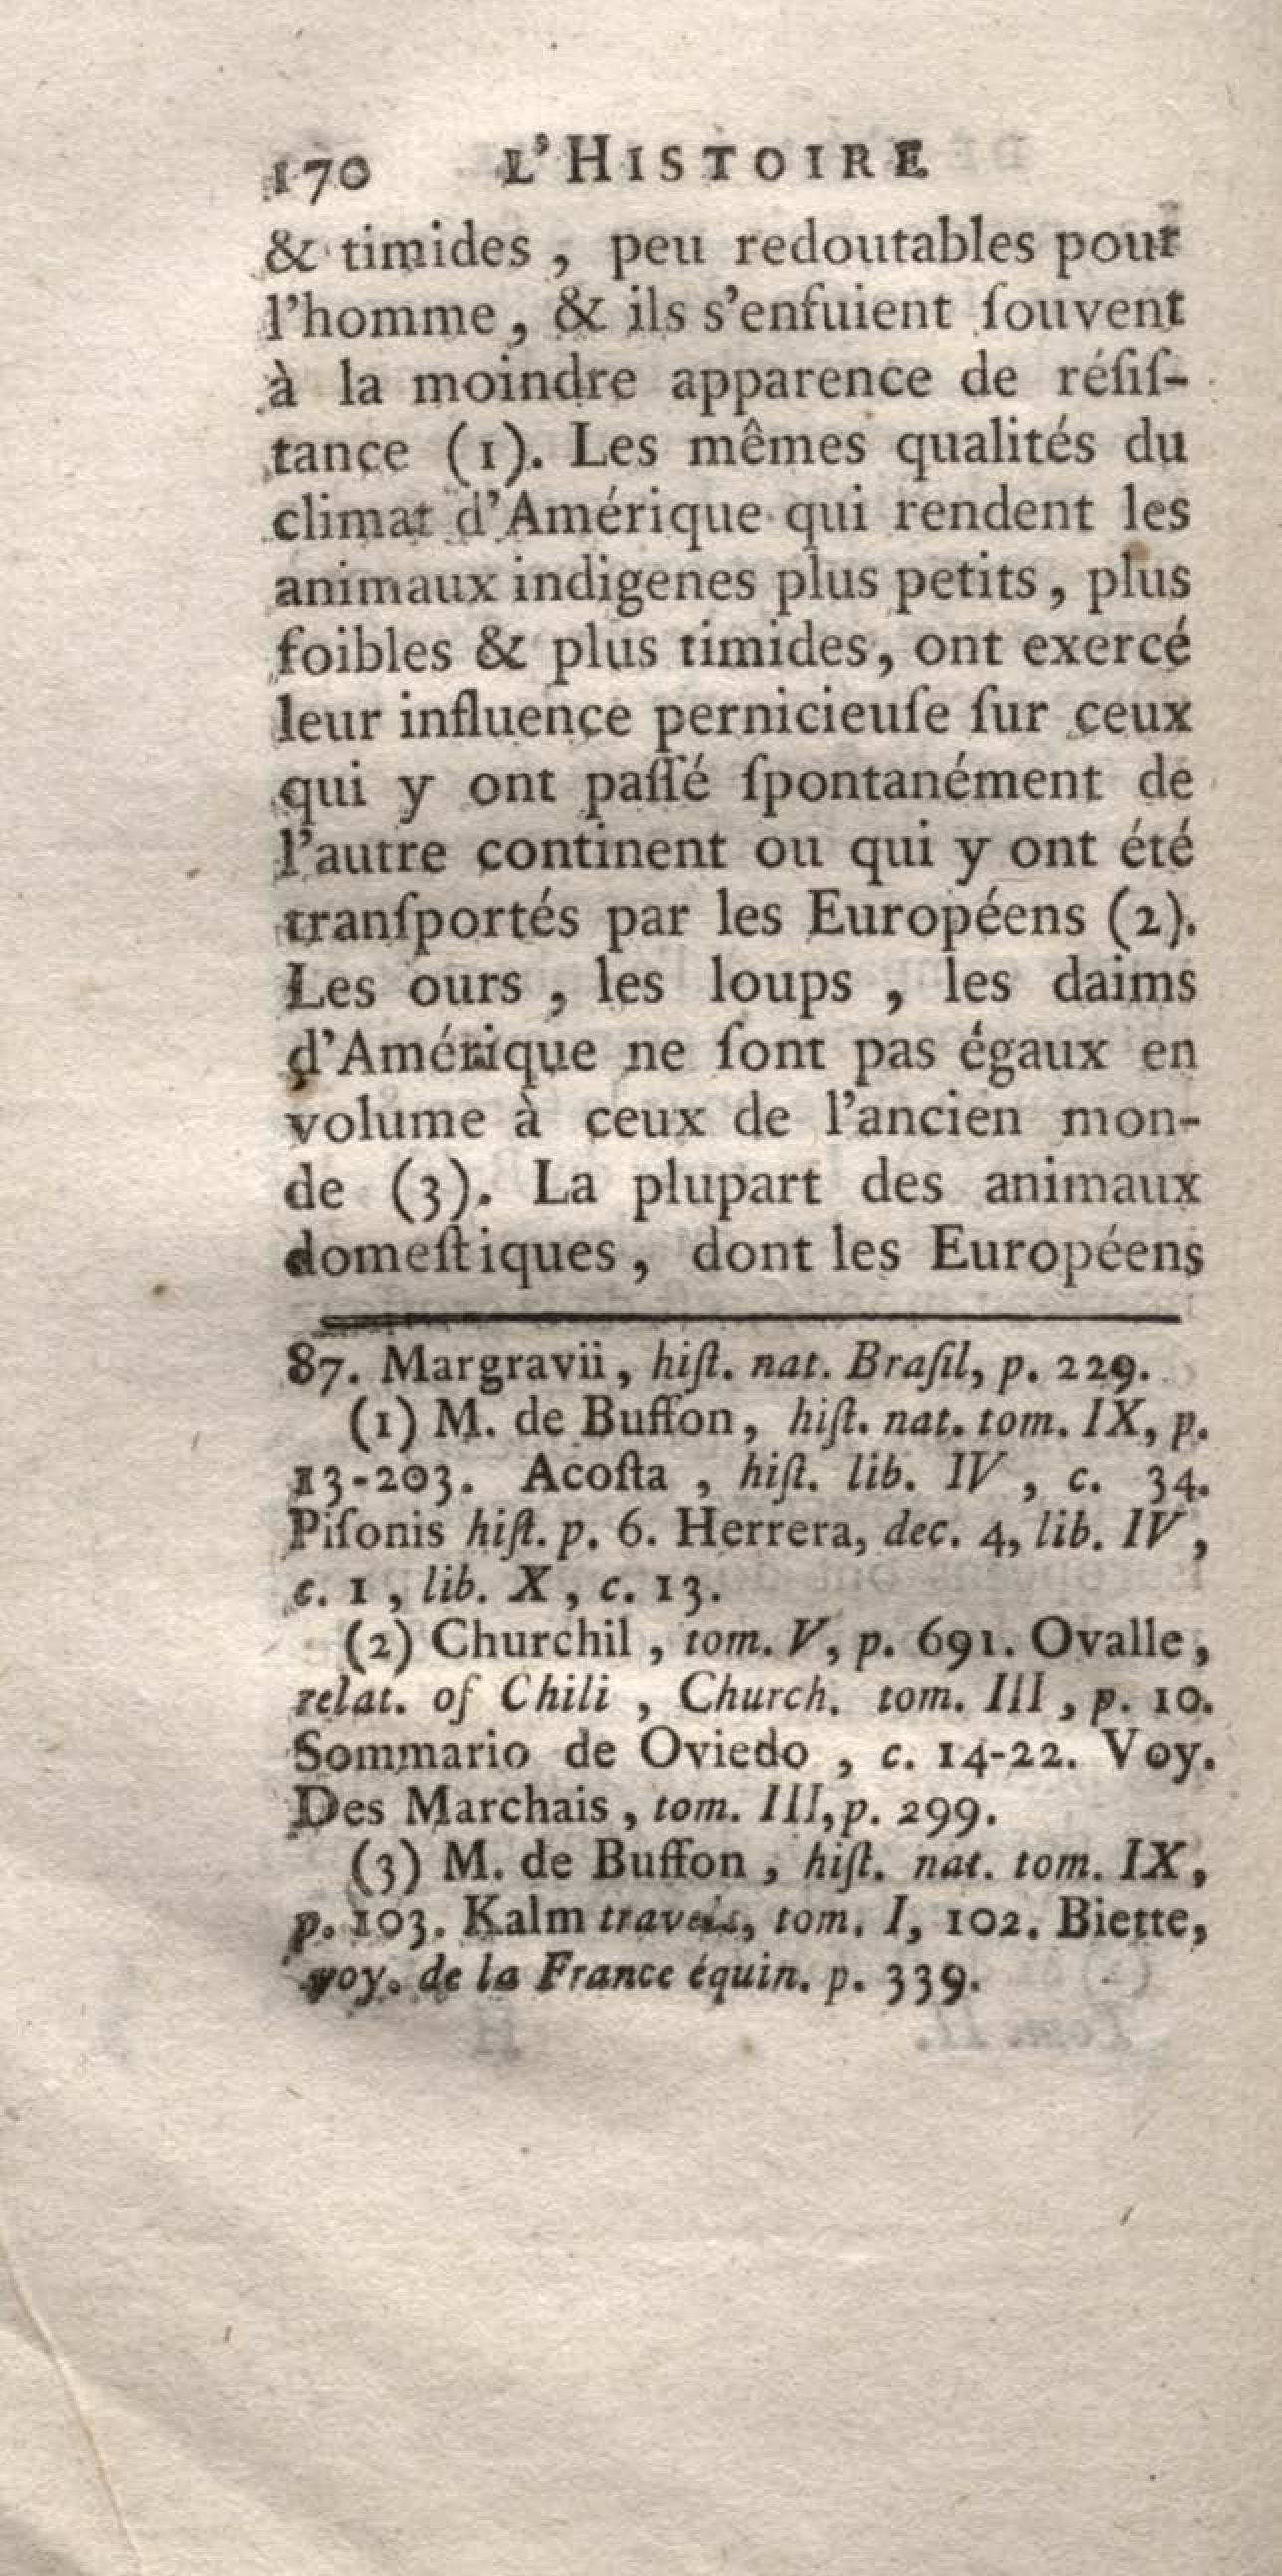 170 L'HISTOIRE
& timides, peu redoutables pour
l'homme, & ils s'enfuient ſouvent
à la moindre apparence de réſiſ-
tance (1). Les mêmes qualités du
climat d'Amérique qui rendent les
animaux indigenes plus petits, plus
foibles & plus timides, ont exercé
leur influence pernicieuſe ſur ceux
qui y ont paſſé ſpontanément de
l'autre continent ou qui y ont été
tranſportés par les Européens (2).
Les ours, les loups, les daims
d'Amérique ne ſont pas égaux en
volume à ceux de l'ancien mon-
de (3). La plupart des animaux
domeſtiques, dont les Européens
87. Margravii, hiſt. nat. Braſil, p. 229.
(1) M. de Buffon, hiſt. nat. tom. IX, p.
13-203. Acoſta, hiſt. lib. IV, c. 34.
Piſonis hiſt. p. 6. Herrera, dec. 4, lib. IV,
c. 1, lib. X, c. 13.
(2) Churchil, tom. V, p. 691. Ovalle,
relat. of Chili, Church. tom. III, p. 10.
Sommario de Oviedo, c. 14-22. Voy.
Des Marchais, tom. III, p. 299.
(3) M. de Buffon, hiſt. nat. tom. IX,
p. 103. Kalm travels, tom. I, 102. Biette,
voy. de la France équin. p. 339.